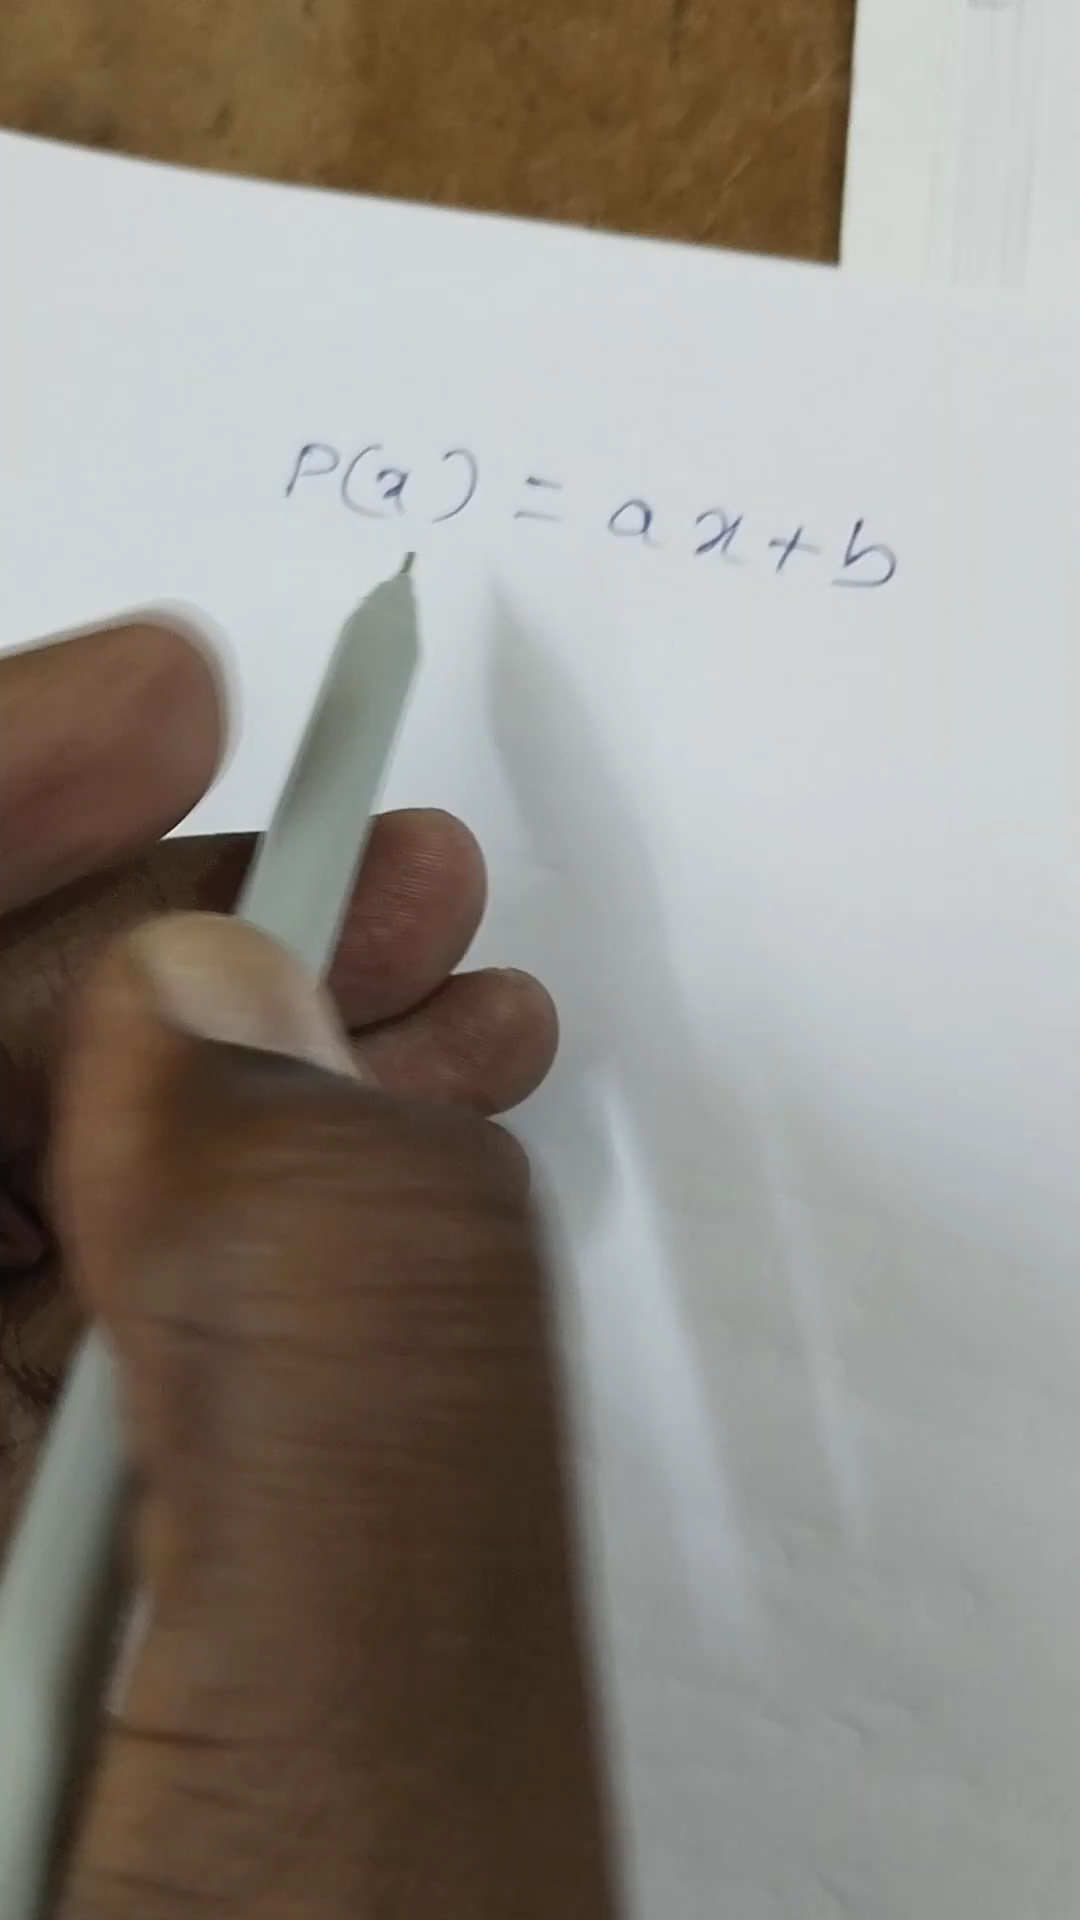 P(x) = ax+b